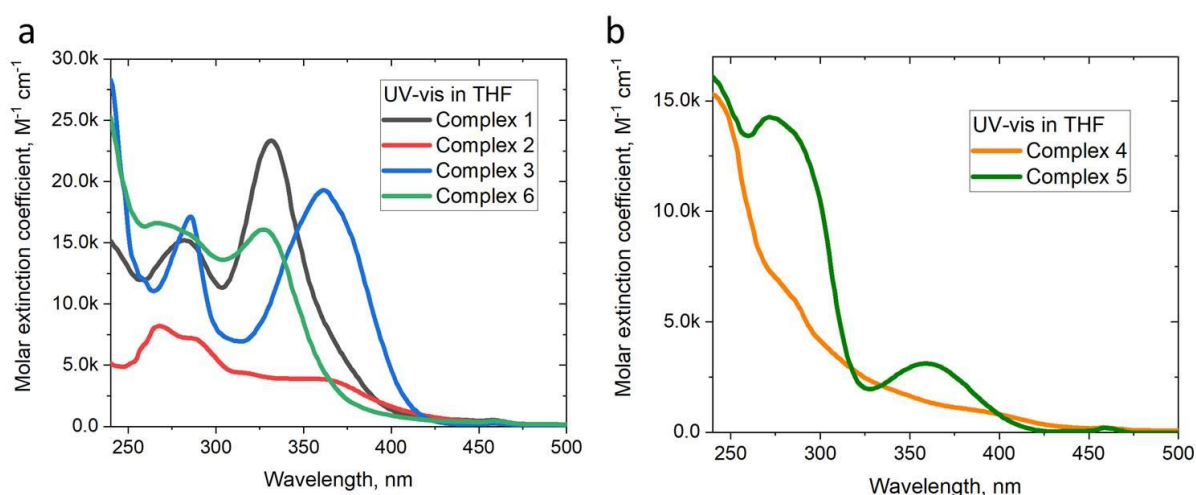 a
Molar extinction coefficient, M⁻¹ cm⁻¹
30.0k
25.0k
20.0k
15.0k
10.0k
5.0k
0.0
250 300 350 400 450 500
Wavelength, nm
UV-vis in THF
Complex 1
Complex 2
Complex 3
Complex 6
b
Molar extinction coefficient, M⁻¹ cm⁻¹
15.0k
10.0k
5.0k
0.0
250 300 350 400 450 500
Wavelength, nm
UV-vis in THF
Complex 4
Complex 5